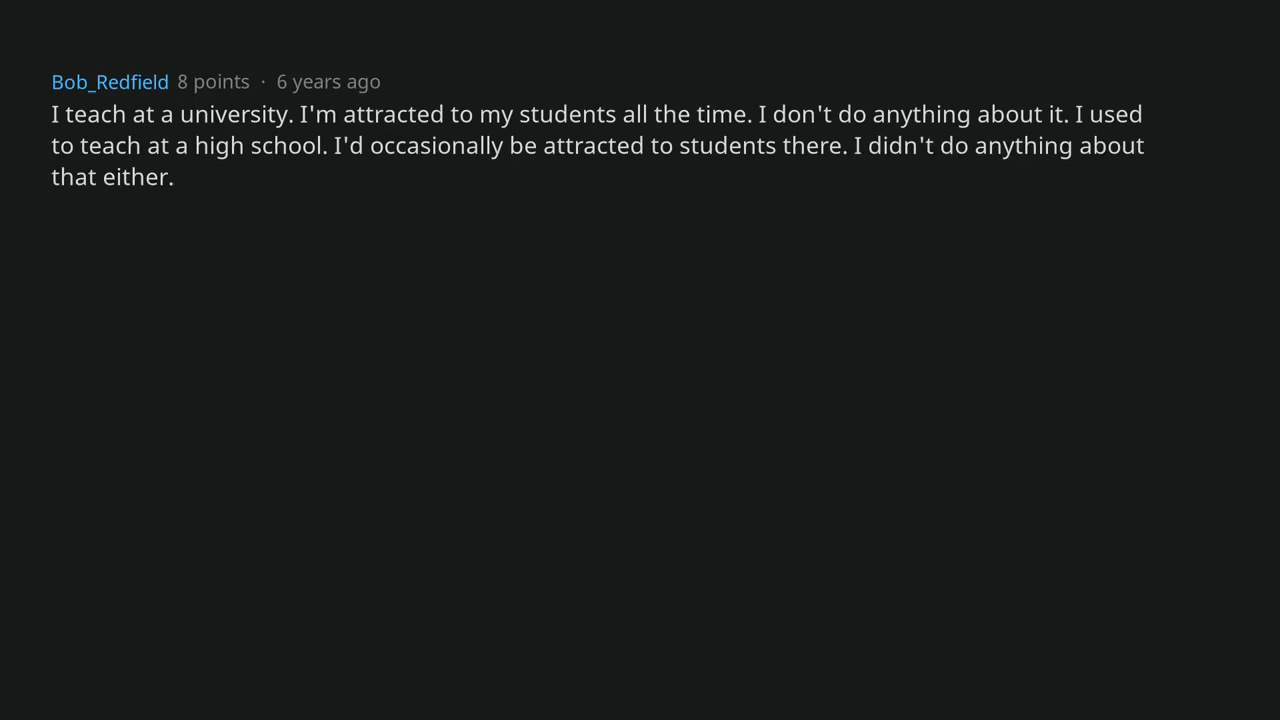 Bob_Redfield 8 points · 6 years ago
I teach at a university. I'm attracted to my students all the time. I don't do anything about it. I used
to teach at a high school. I'd occasionally be attracted to students there. I didn't do anything about
that either.